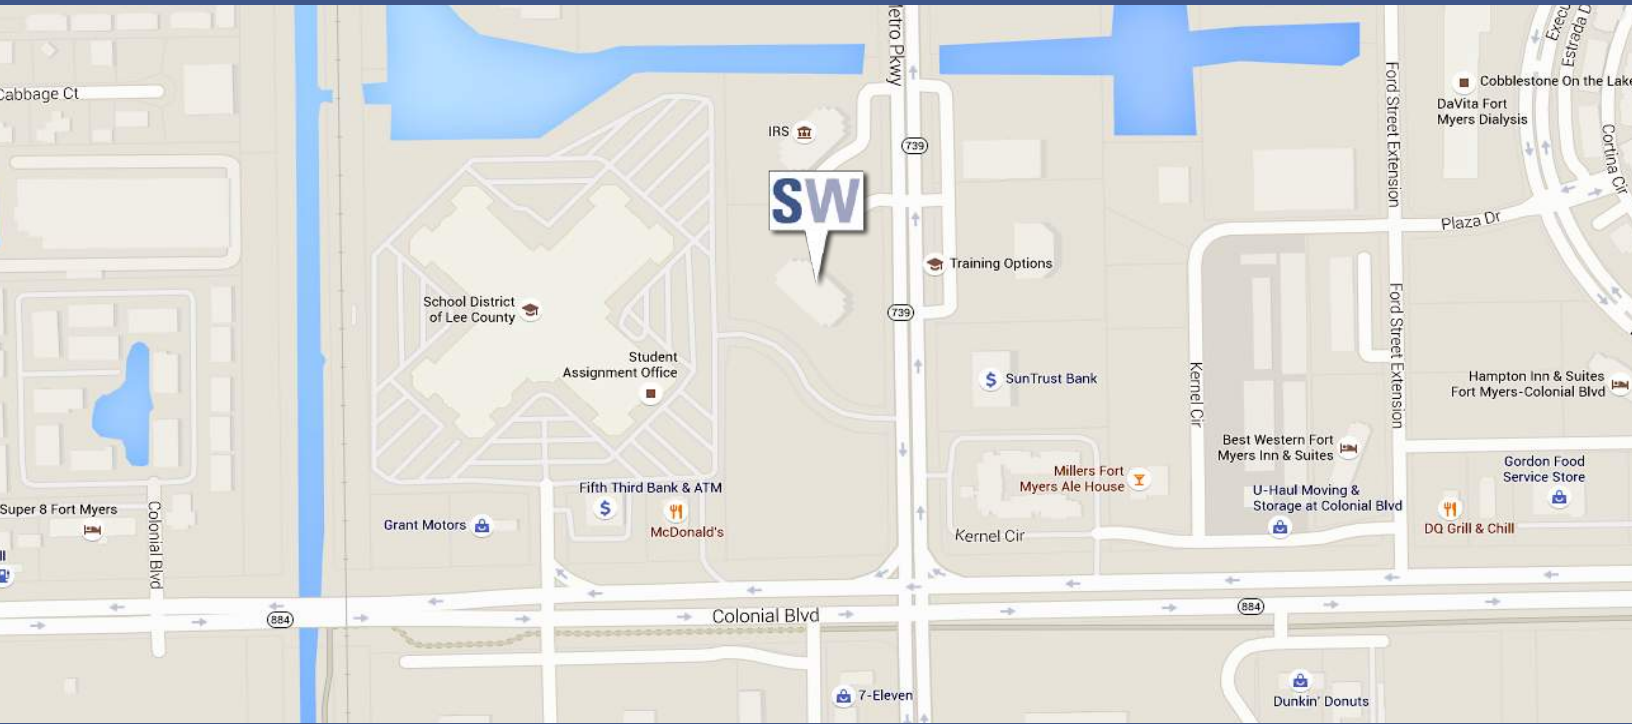 Metro Pkwy
Execu
Estrada D
Cabbage Ct
Ford Street Extension
Cobblestone On the Lake
DaVita Fort
Myers Dialysis
IRS
739
Cortina Cir
SW
Plaza Dr
Training Options
School District
of Lee County
739
Ford Street Extension
Student
Assignment Office
SunTrust Bank
Kernel Cir
Hampton Inn & Suites
Fort Myers-Colonial Blvd
Best Western Fort
Myers Inn & Suites
Millers Fort
Myers Ale House
Gordon Food
Service Store
Fifth Third Bank & ATM
U-Haul Moving &
Storage at Colonial Blvd
Super 8 Fort Myers
Colonial Blvd
Grant Motors
McDonald's
DQ Grill & Chill
Kernel Cir
ll
884
Colonial Blvd
884
7-Eleven
Dunkin' Donuts